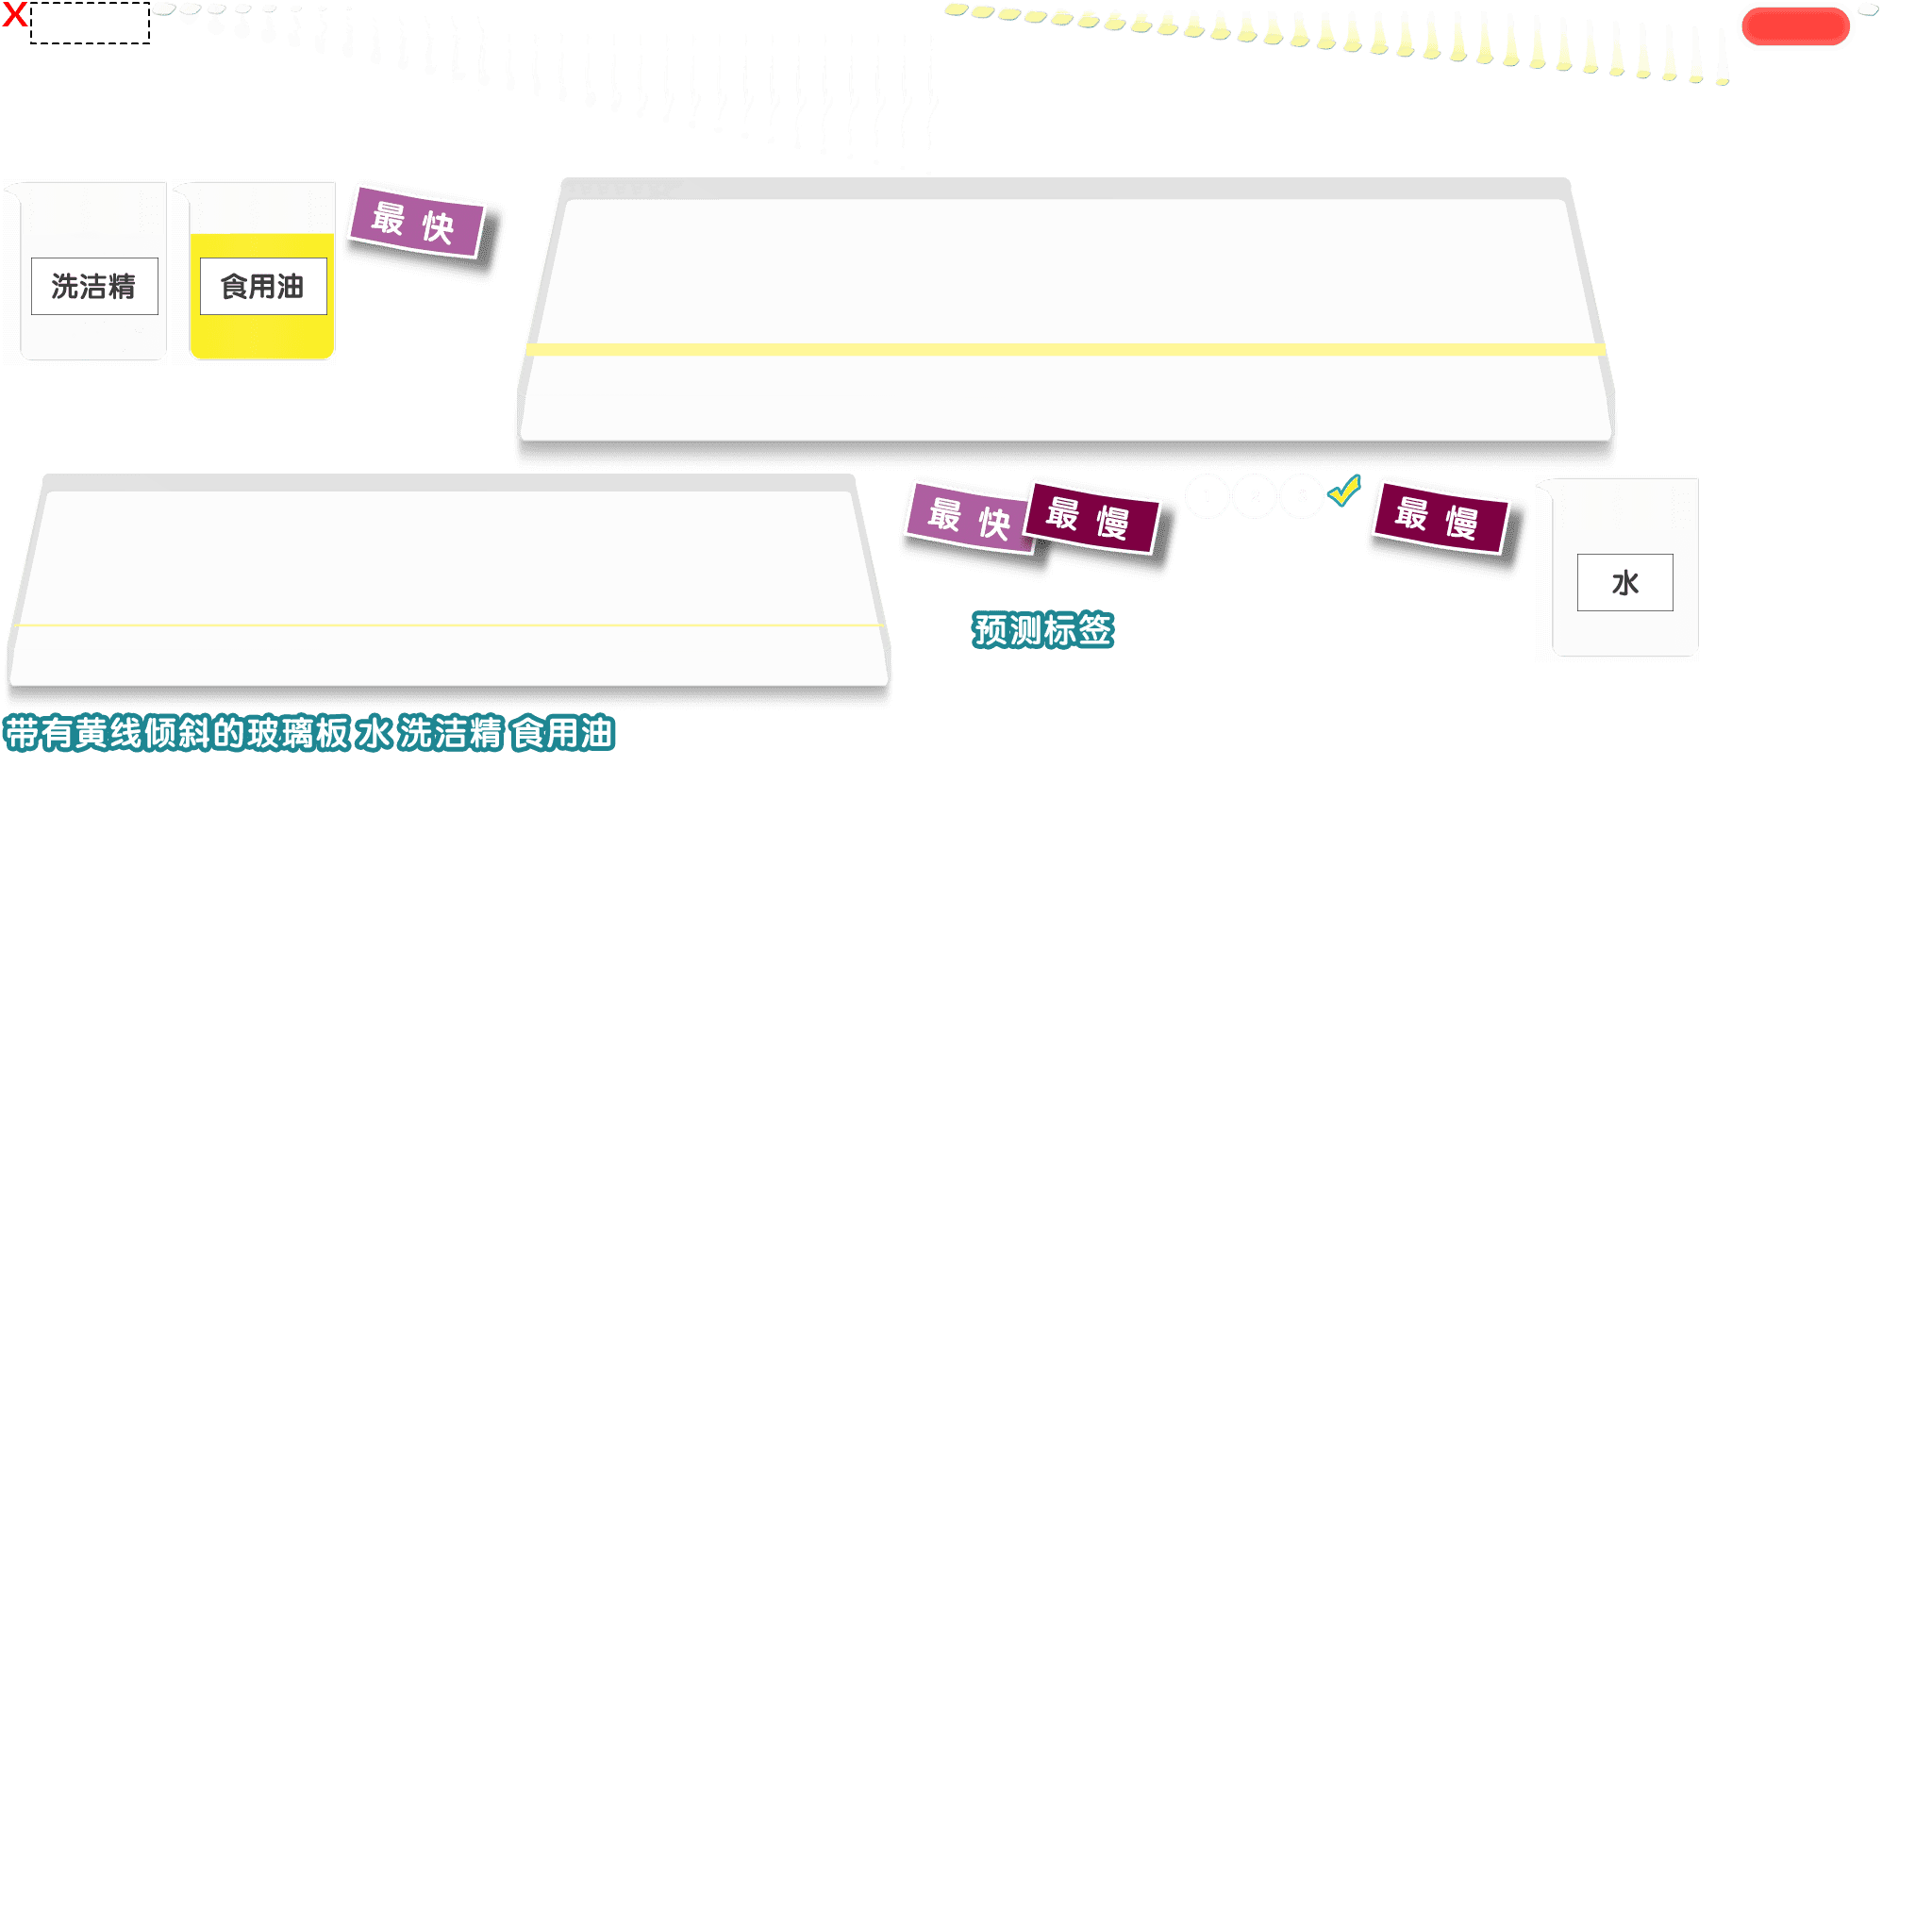 X
最 快
洗洁精
食用油
最 快
最 慢
最 慢
水
预测标签
带有黄线倾斜的玻璃板 水 洗洁精 食用油